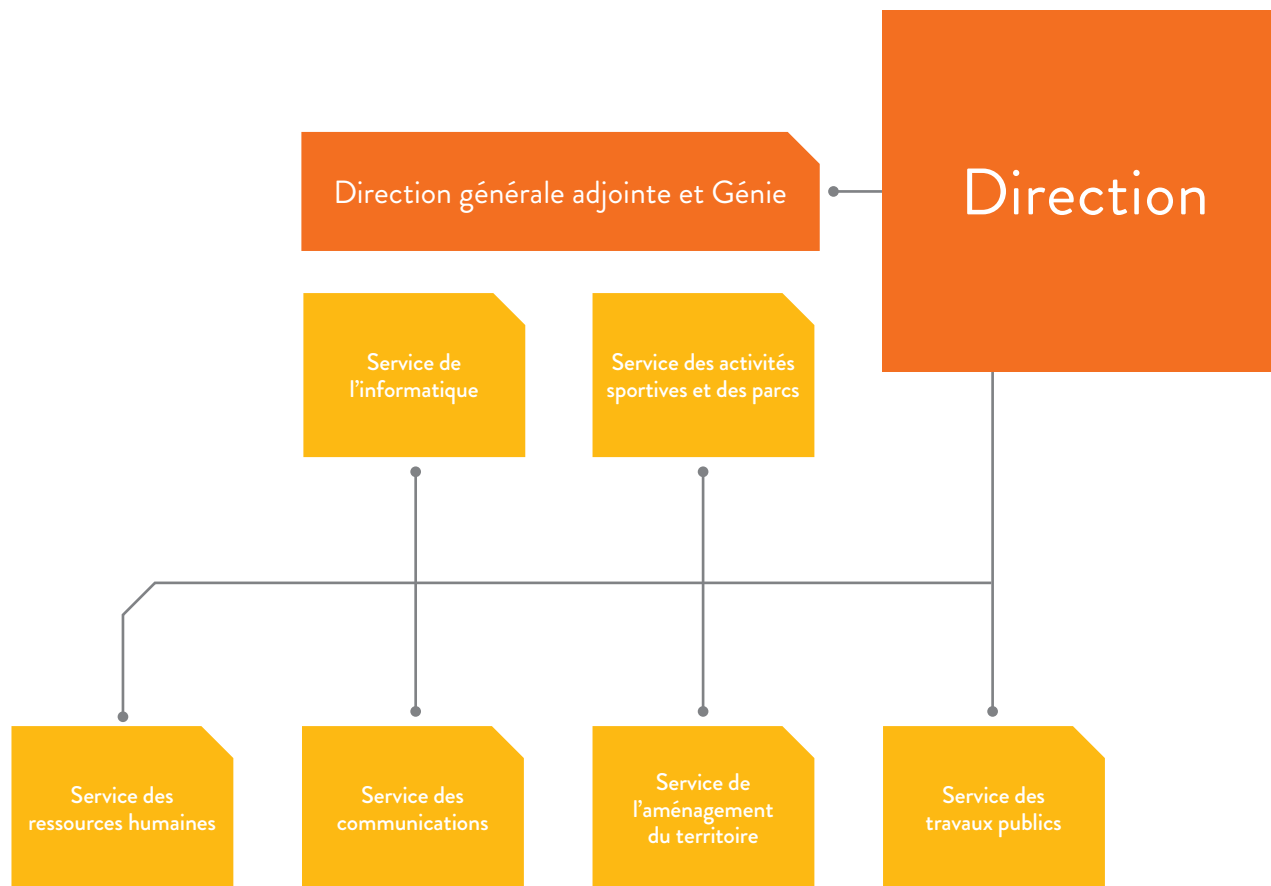 Direction
Direction générale adjointe et Génie
Service de
l'informatique
Service des activités
sportives et des parcs
Service des
ressources humaines
Service des
communications
Service de
l'aménagement
du territoire
Service des
travaux publics